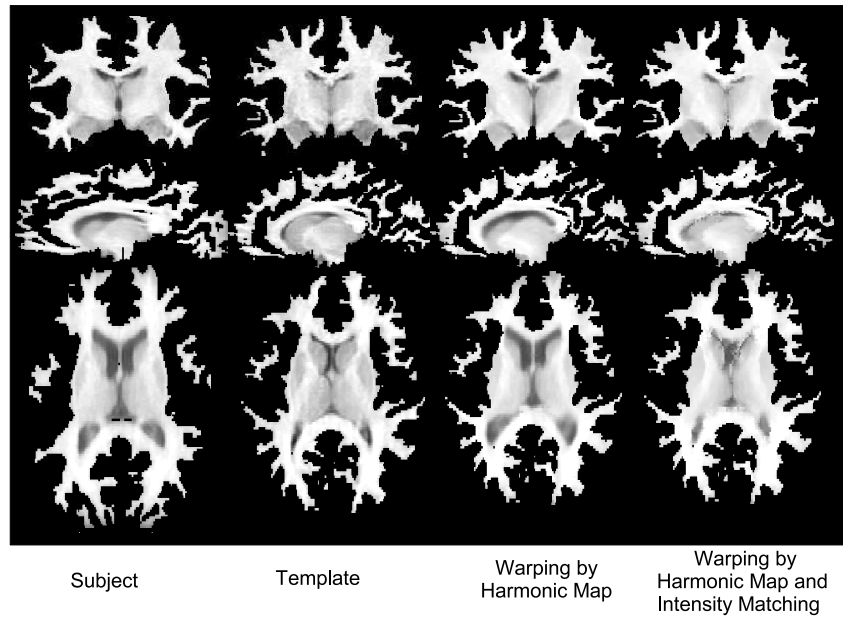 Subject
Template
Warping by
Harmonic Map
Warping by
Harmonic Map and
Intensity Matching